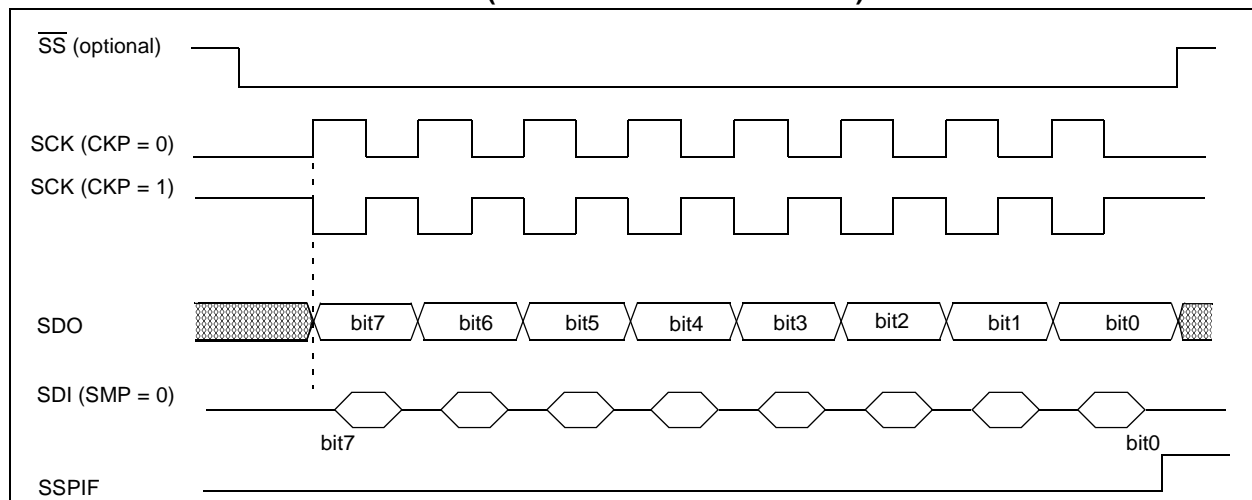 S̅S̅ (optional)
SCK (CKP = 0)
SCK (CKP = 1)
SDO
bit7 bit6 bit5 bit4 bit3 bit2 bit1 bit0
SDI (SMP = 0)
bit7 bit0
SSPIF